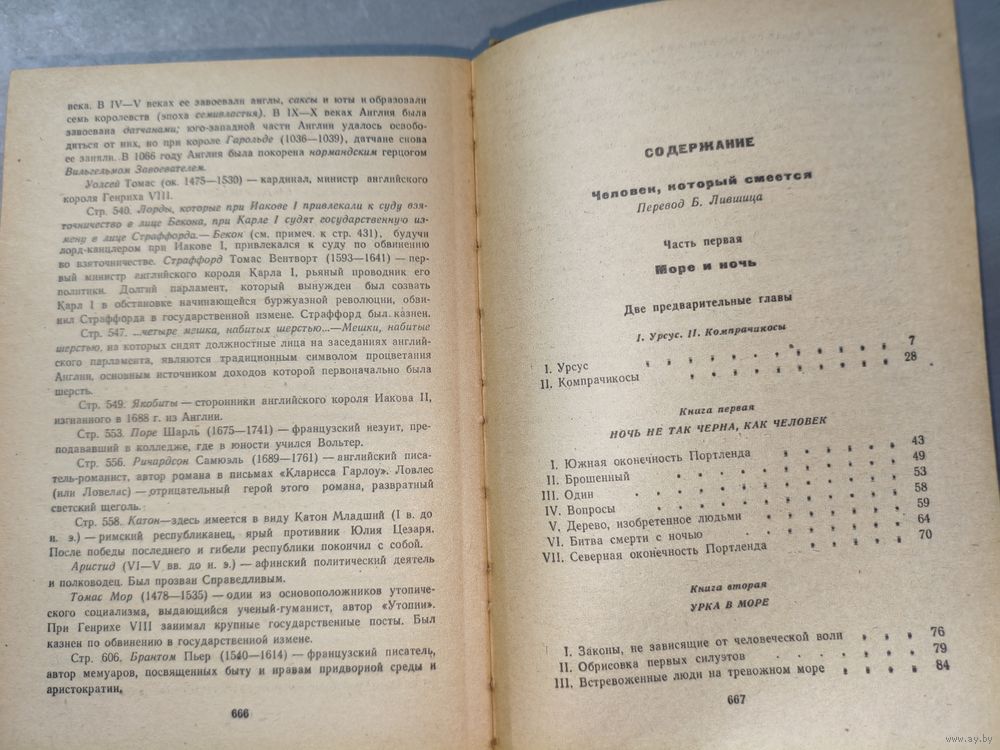 века. В IV—V веках ее завоевали англы, саксы и юты и образовали
семь королевств (эпоха семивластия). В IX—X веках Англия была
завоевана датчанами; юго-западной части Англии удалось освобо-
диться от них, но при короле Гарольде (1036—1039), датчане снова
ее заняли. В 1066 году Англия была покорена нормандским герцогом
Вильгельмом Завоевателем.
Уолсей Томас (ок. 1475—1530) — кардинал, министр английского
короля Генриха VIII.
Стр. 540. Лорды, которые при Иакове I привлекали к суду взя-
точничество в лице Бекона, при Карле I судят государственную из-
мену в лице Страффорда.— Бекон (см. примеч. к стр. 431), будучи
лорд-канцлером при Иакове I, привлекался к суду по обвинению
во взяточничестве. Страффорд Томас Вентворт (1593—1641) — пер-
вый министр английского короля Карла I, рьяный проводник его
политики. Долгий парламент, который вынужден был созвать
Карл I в обстановке начинающейся буржуазной революции, обви-
нил Страффорда в государственной измене. Страффорд был казнен.
Стр. 547. ...четыре мешка, набитых шерстью...—Мешки, набитые
шерстью, на которых сидят должностные лица на заседаниях англий-
ского парламента, являются традиционным символом процветания
Англии, основным источником доходов которой первоначально была
шерсть.
Стр. 549. Якобиты — сторонники английского короля Иакова II,
изгнанного в 1688 г. из Англии.
Стр. 553. Поре Шарль (1675—1741) — французский иезуит, пре-
подававший в колледже, где в юности учился Вольтер.
Стр. 556. Ричардсон Самюэль (1689—1761) — английский писа-
тель-романист, автор романа в письмах «Кларисса Гарлоу». Ловлес
(или Ловелас) — отрицательный герой этого романа, развратный
светский щеголь.
Стр. 558. Катон—здесь имеется в виду Катон Младший (I в. до
н. э.) — римский республиканец, ярый противник Юлия Цезаря.
После победы последнего и гибели республики покончил с собой.
Аристид (VI—V вв. до н. э.) — афинский политический деятель
и полководец. Был прозван Справедливым.
Томас Мор (1478—1535) — один из основоположников утопиче-
ского социализма, выдающийся ученый-гуманист, автор «Утопии».
При Генрихе VIII занимал крупные государственные посты. Был
казнен по обвинению в государственной измене.
Стр. 606. Брантом Пьер (1540—1614) — французский писатель,
автор мемуаров, посвященных быту и нравам придворной среды и
аристократии.
666
СОДЕРЖАНИЕ
Человек, который смеется
Перевод Б. Лившица
Часть первая
Море и ночь
Две предварительные главы
I. Урсус. II. Компрачикосы
I. Урсус 7
II. Компрачикосы 28
Книга первая
НОЧЬ НЕ ТАК ЧЕРНА, КАК ЧЕЛОВЕК
I. Южная оконечность Портленда 43
II. Брошенный 49
III. Один 53
IV. Вопросы 58
V. Дерево, изобретенное людьми 59
VI. Битва смерти с ночью 64
VII. Северная оконечность Портленда 70
Книга вторая
УРКА В МОРЕ
I. Законы, не зависящие от человеческой воли 76
II. Обрисовка первых силуэтов 79
III. Встревоженные люди на тревожном море 84
667
www.ay.by